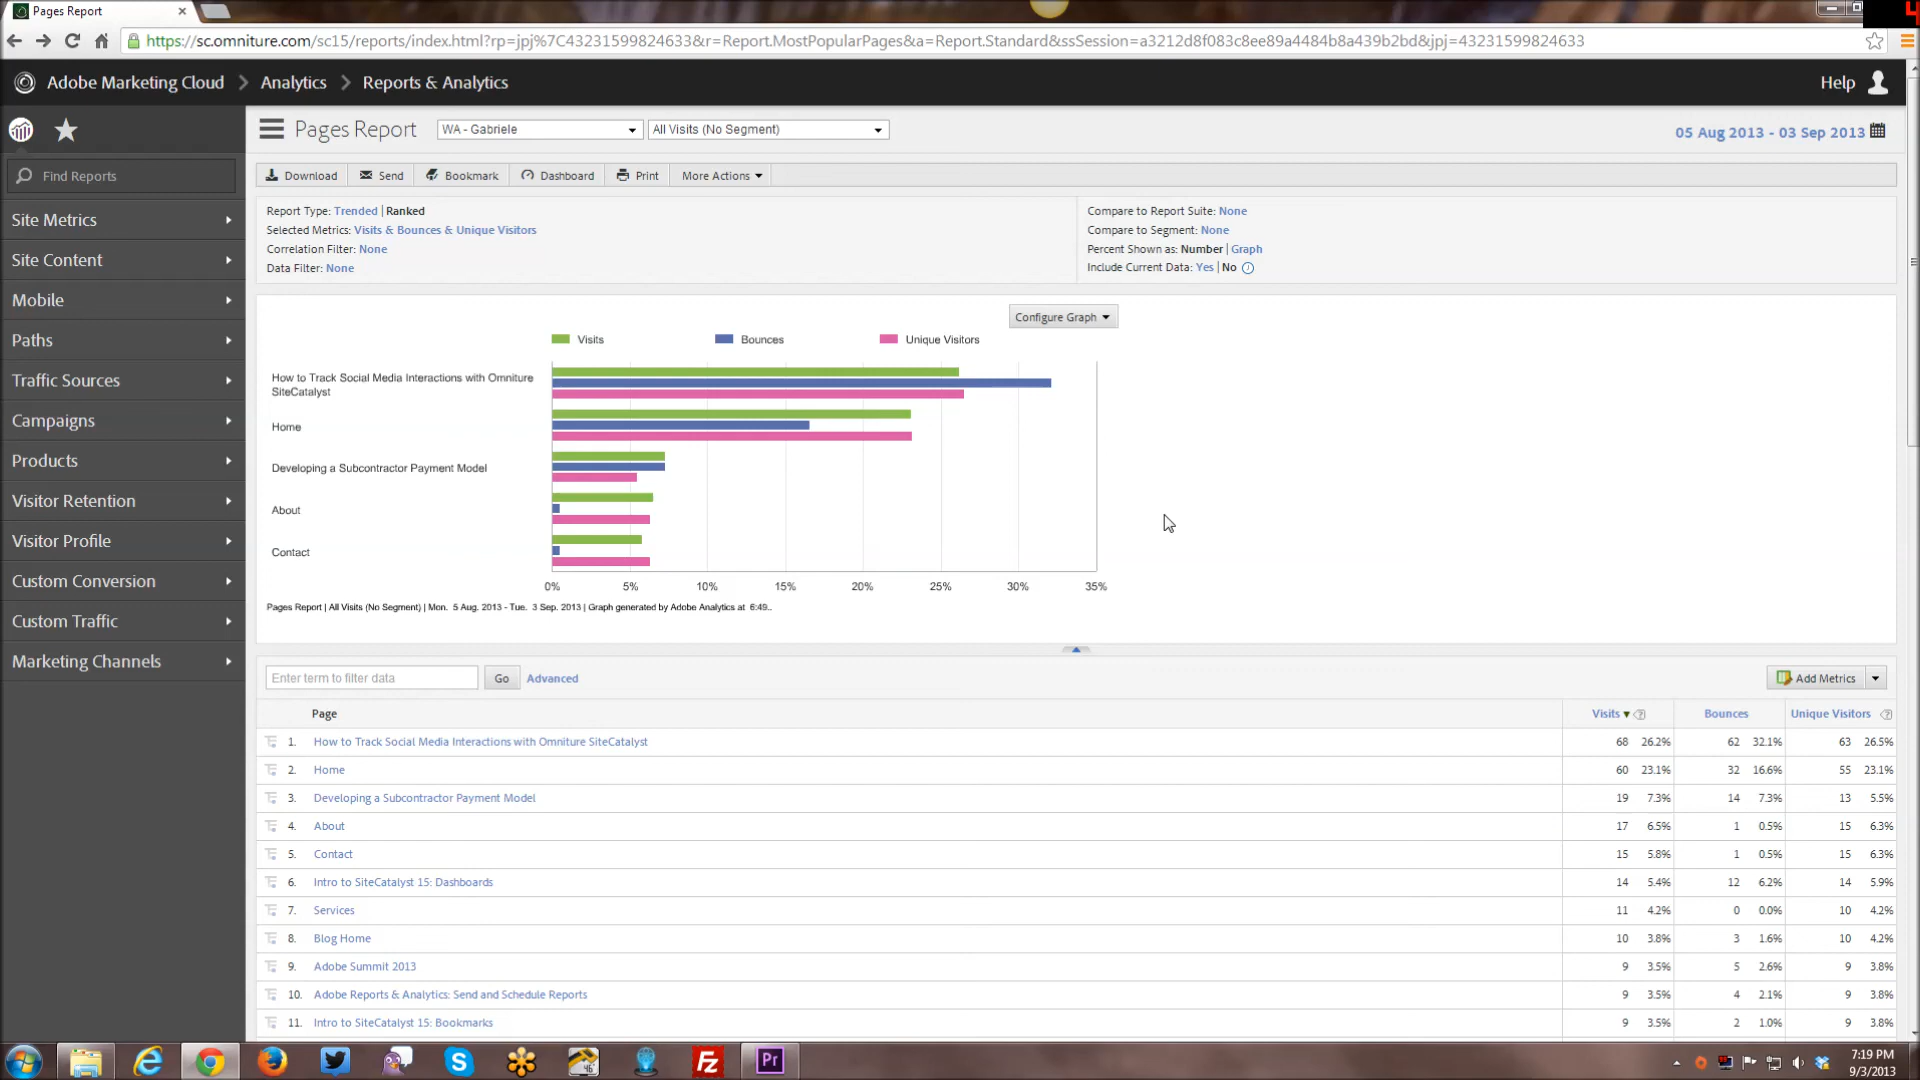 Pages Report
https://sc.omniture.com/sc15/reports/index.html?rp=jpj%7C43231599824633&r=Report.MostPopularPages&a=Report.Standard&ssSession=a3212d8f083c8ee89a4484b8a439b2bd&jpj=43231599824633
Adobe Marketing Cloud Analytics Reports & Analytics Help
Pages Report WA - Gabriele All Visits (No Segment) 05 Aug 2013 - 03 Sep 2013
Find Reports
Site Metrics
Site Content
Mobile
Paths
Traffic Sources
Campaigns
Products
Visitor Retention
Visitor Profile
Custom Conversion
Custom Traffic
Marketing Channels
Download Send Bookmark Dashboard Print More Actions
Report Type: Trended | Ranked
Selected Metrics: Visits & Bounces & Unique Visitors
Correlation Filter: None
Data Filter: None
Compare to Report Suite: None
Compare to Segment: None
Percent Shown as: Number | Graph
Include Current Data: Yes | No
Configure Graph
Visits Bounces Unique Visitors
How to Track Social Media Interactions with Omniture
SiteCatalyst
Home
Developing a Subcontractor Payment Model
About
Contact
0% 5% 10% 15% 20% 25% 30% 35%
Pages Report | All Visits (No Segment) | Mon. 5 Aug. 2013 - Tue. 3 Sep. 2013 | Graph generated by Adobe Analytics at 6:49..
Enter term to filter data Go Advanced Add Metrics
Page Visits Bounces Unique Visitors
1. How to Track Social Media Interactions with Omniture SiteCatalyst 68 26.2% 62 32.1% 63 26.5%
2. Home 60 23.1% 32 16.6% 55 23.1%
3. Developing a Subcontractor Payment Model 19 7.3% 14 7.3% 13 5.5%
4. About 17 6.5% 1 0.5% 15 6.3%
5. Contact 15 5.8% 1 0.5% 15 6.3%
6. Intro to SiteCatalyst 15: Dashboards 14 5.4% 12 6.2% 14 5.9%
7. Services 11 4.2% 0 0.0% 10 4.2%
8. Blog Home 10 3.8% 3 1.6% 10 4.2%
9. Adobe Summit 2013 9 3.5% 5 2.6% 9 3.8%
10. Adobe Reports & Analytics: Send and Schedule Reports 9 3.5% 4 2.1% 9 3.8%
11. Intro to SiteCatalyst 15: Bookmarks 9 3.5% 2 1.0% 9 3.8%
Pr
7:19 PM
9/3/2013